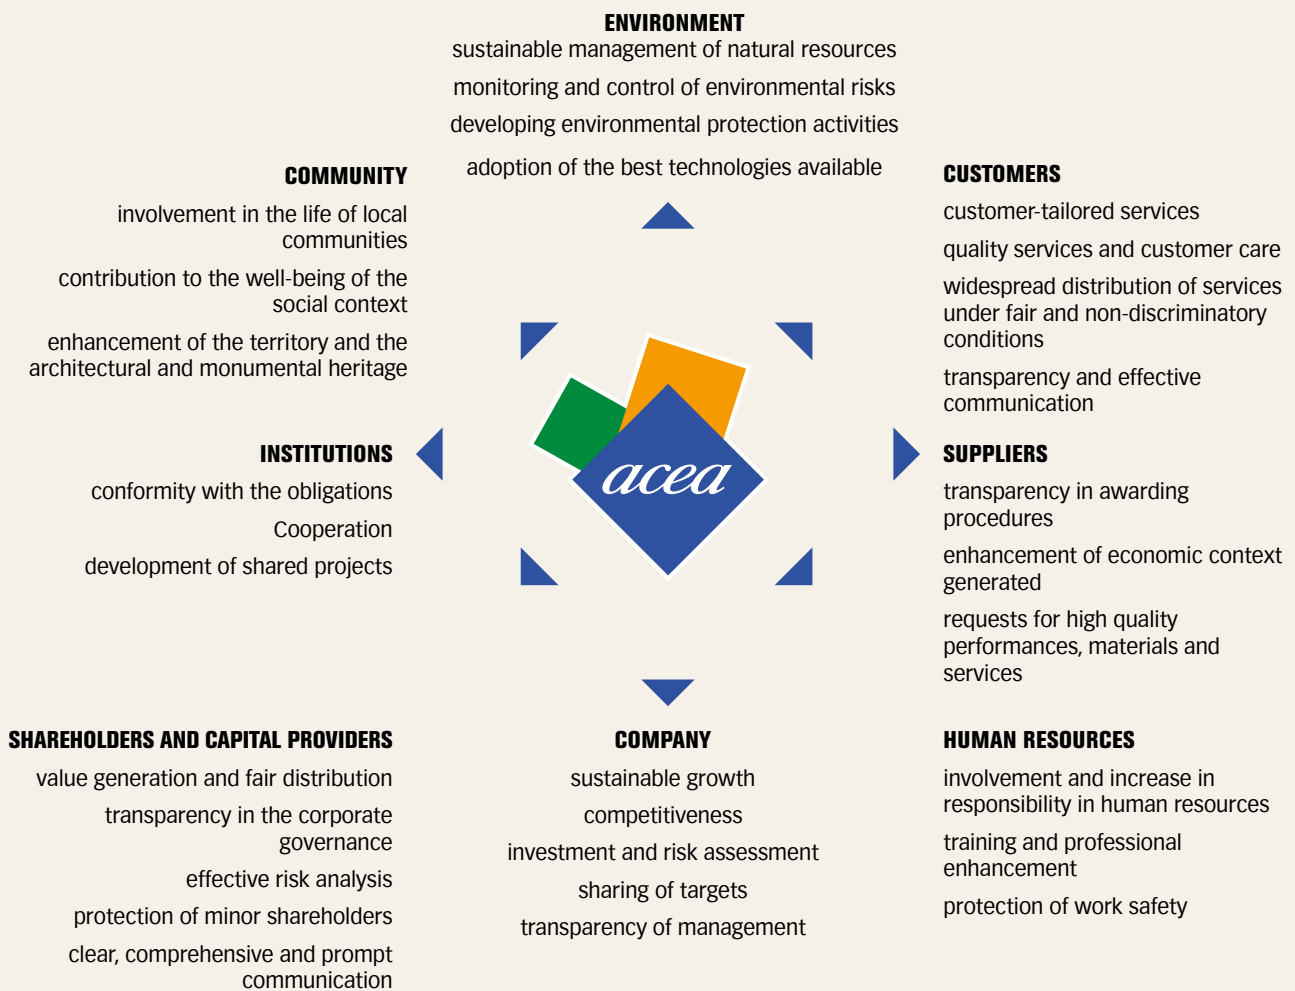 ENVIRONMENT
sustainable management of natural resources
monitoring and control of environmental risks
developing environmental protection activities
adoption of the best technologies available
COMMUNITY
involvement in the life of local
communities
contribution to the well-being of the
social context
enhancement of the territory and the
architectural and monumental heritage
CUSTOMERS
customer-tailored services
quality services and customer care
widespread distribution of services
under fair and non-discriminatory
conditions
transparency and effective
communication
INSTITUTIONS
conformity with the obligations
Cooperation
development of shared projects
acea
SUPPLIERS
transparency in awarding
procedures
enhancement of economic context
generated
requests for high quality
performances, materials and
services
SHAREHOLDERS AND CAPITAL PROVIDERS
value generation and fair distribution
transparency in the corporate
governance
effective risk analysis
protection of minor shareholders
clear, comprehensive and prompt
communication
COMPANY
sustainable growth
competitiveness
investment and risk assessment
sharing of targets
transparency of management
HUMAN RESOURCES
involvement and increase in
responsibility in human resources
training and professional
enhancement
protection of work safety